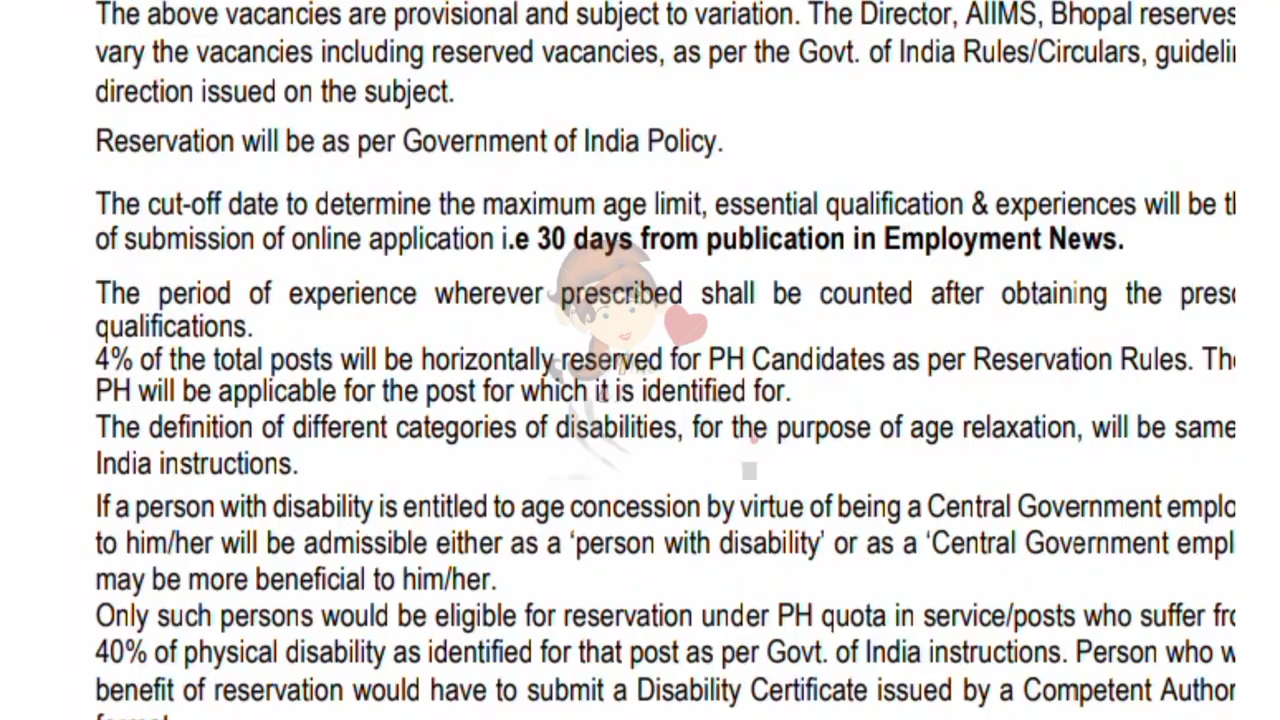 The above vacancies are provisional and subject to variation. The Director, AIIMS, Bhopal reserves
vary the vacancies including reserved vacancies, as per the Govt. of India Rules/Circulars, guideli
direction issued on the subject.
Reservation will be as per Government of India Policy.
The cut-off date to determine the maximum age limit, essential qualification & experiences will be
of submission of online application i.e 30 days from publication in Employment News.
The period of experience wherever prescribed shall be counted after obtaining the presc
qualifications.
4% of the total posts will be horizontally reserved for PH Candidates as per Reservation Rules. The
PH will be applicable for the post for which it is identified for.
The definition of different categories of disabilities, for the purpose of age relaxation, will be same
India instructions.
If a person with disability is entitled to age concession by virtue of being a Central Government emplo
to him/her will be admissible either as a ‘person with disability’ or as a ‘Central Government empl
may be more beneficial to him/her.
Only such persons would be eligible for reservation under PH quota in service/posts who suffer fro
40% of physical disability as identified for that post as per Govt. of India instructions. Person who w
benefit of reservation would have to submit a Disability Certificate issued by a Competent Author